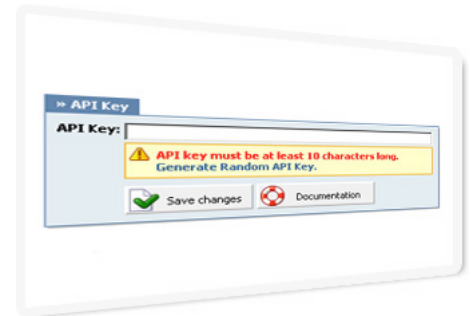 » API Key
API Key:
API key must be at least 10 characters long.
Generate Random API Key.
Save changes
Documentation